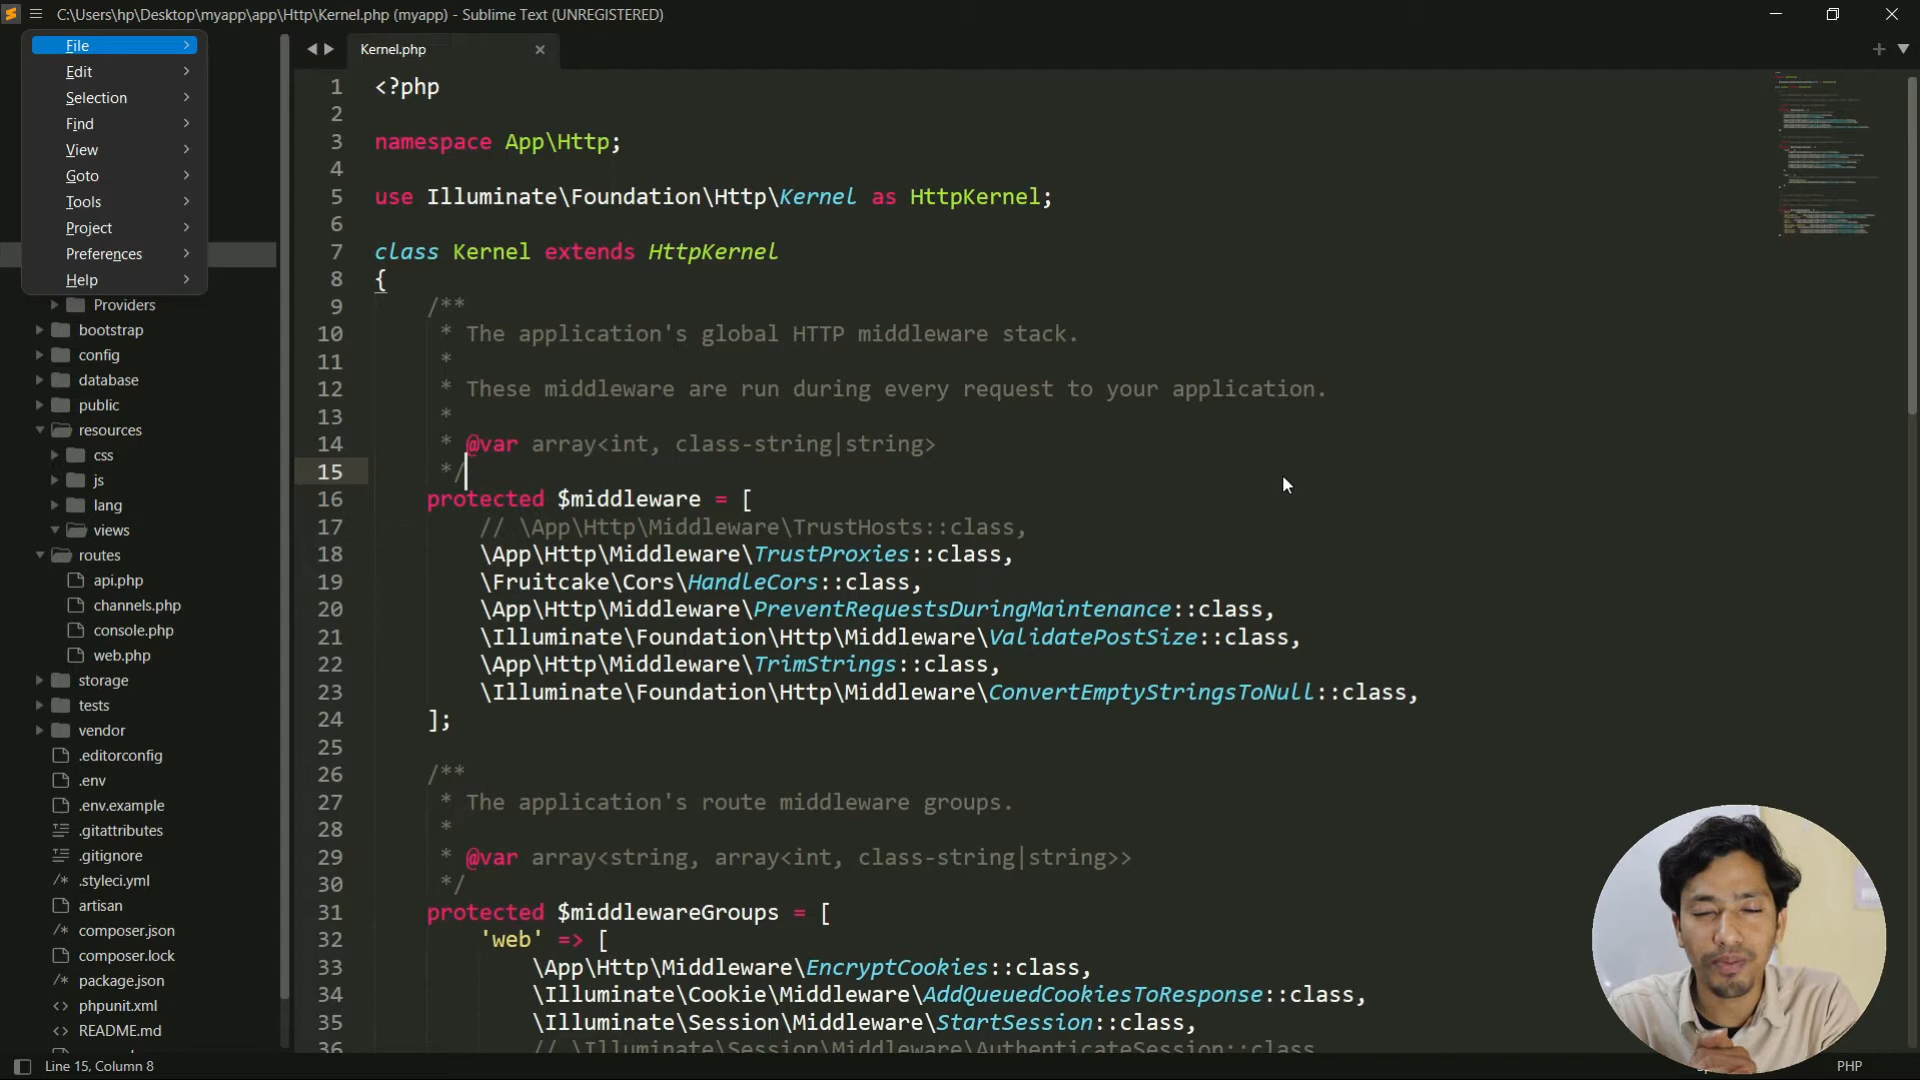 C:\Users\hp\Desktop\myapp\app\Http\Kernel.php (myapp) - Sublime Text (UNREGISTERED)
File
Edit
Selection
Find
View
Goto
Tools
Project
Preferences
Help
Providers
bootstrap
config
database
public
resources
css
js
lang
views
routes
api.php
channels.php
console.php
web.php
storage
tests
vendor
.editorconfig
.env
.env.example
.gitattributes
.gitignore
.styleci.yml
artisan
composer.json
composer.lock
package.json
phpunit.xml
README.md
Kernel.php
1 <?php
2
3 namespace App\Http;
4
5 use Illuminate\Foundation\Http\Kernel as HttpKernel;
6
7 class Kernel extends HttpKernel
8 {
9 /**
10 * The application's global HTTP middleware stack.
11 *
12 * These middleware are run during every request to your application.
13 *
14 * @var array<int, class-string|string>
15 */
16 protected $middleware = [
17 // \App\Http\Middleware\TrustHosts::class,
18 \App\Http\Middleware\TrustProxies::class,
19 \Fruitcake\Cors\HandleCors::class,
20 \App\Http\Middleware\PreventRequestsDuringMaintenance::class,
21 \Illuminate\Foundation\Http\Middleware\ValidatePostSize::class,
22 \App\Http\Middleware\TrimStrings::class,
23 \Illuminate\Foundation\Http\Middleware\ConvertEmptyStringsToNull::class,
24 ];
25
26 /**
27 * The application's route middleware groups.
28 *
29 * @var array<string, array<int, class-string|string>>
30 */
31 protected $middlewareGroups = [
32 'web' => [
33 \App\Http\Middleware\EncryptCookies::class,
34 \Illuminate\Cookie\Middleware\AddQueuedCookiesToResponse::class,
35 \Illuminate\Session\Middleware\StartSession::class,
36 // \Illuminate\Session\Middleware\AuthenticateSession::class
Line 15, Column 8
PHP